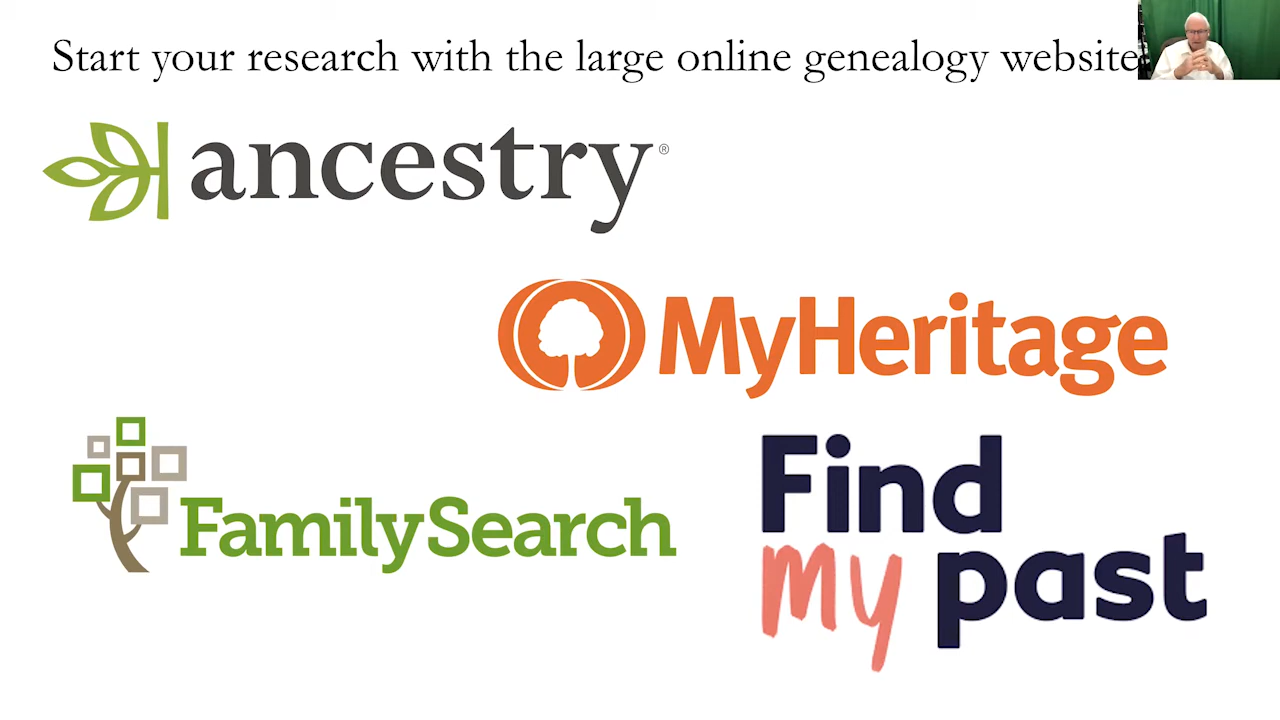 Start your research with the large online genealogy website
ancestry®
MyHeritage
FamilySearch
Find
my past